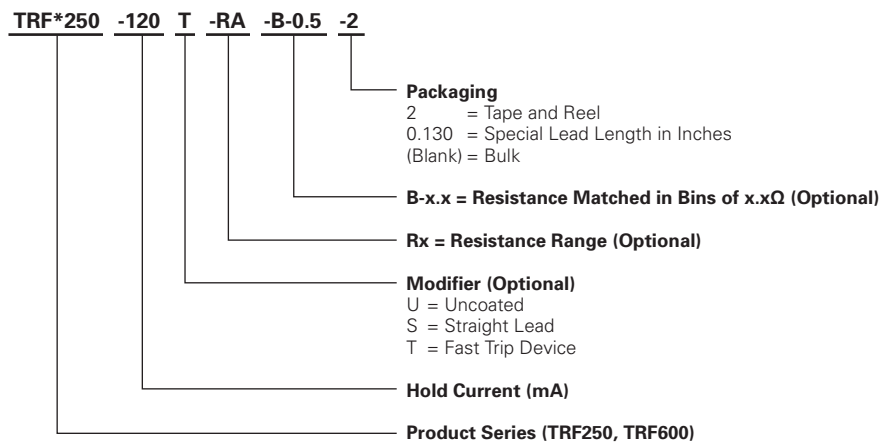 TRF*250 -120 T -RA -B-0.5 -2
Packaging
2 = Tape and Reel
0.130 = Special Lead Length in Inches
(Blank) = Bulk
B-x.x = Resistance Matched in Bins of x.xΩ (Optional)
Rx = Resistance Range (Optional)
Modifier (Optional)
U = Uncoated
S = Straight Lead
T = Fast Trip Device
Hold Current (mA)
Product Series (TRF250, TRF600)